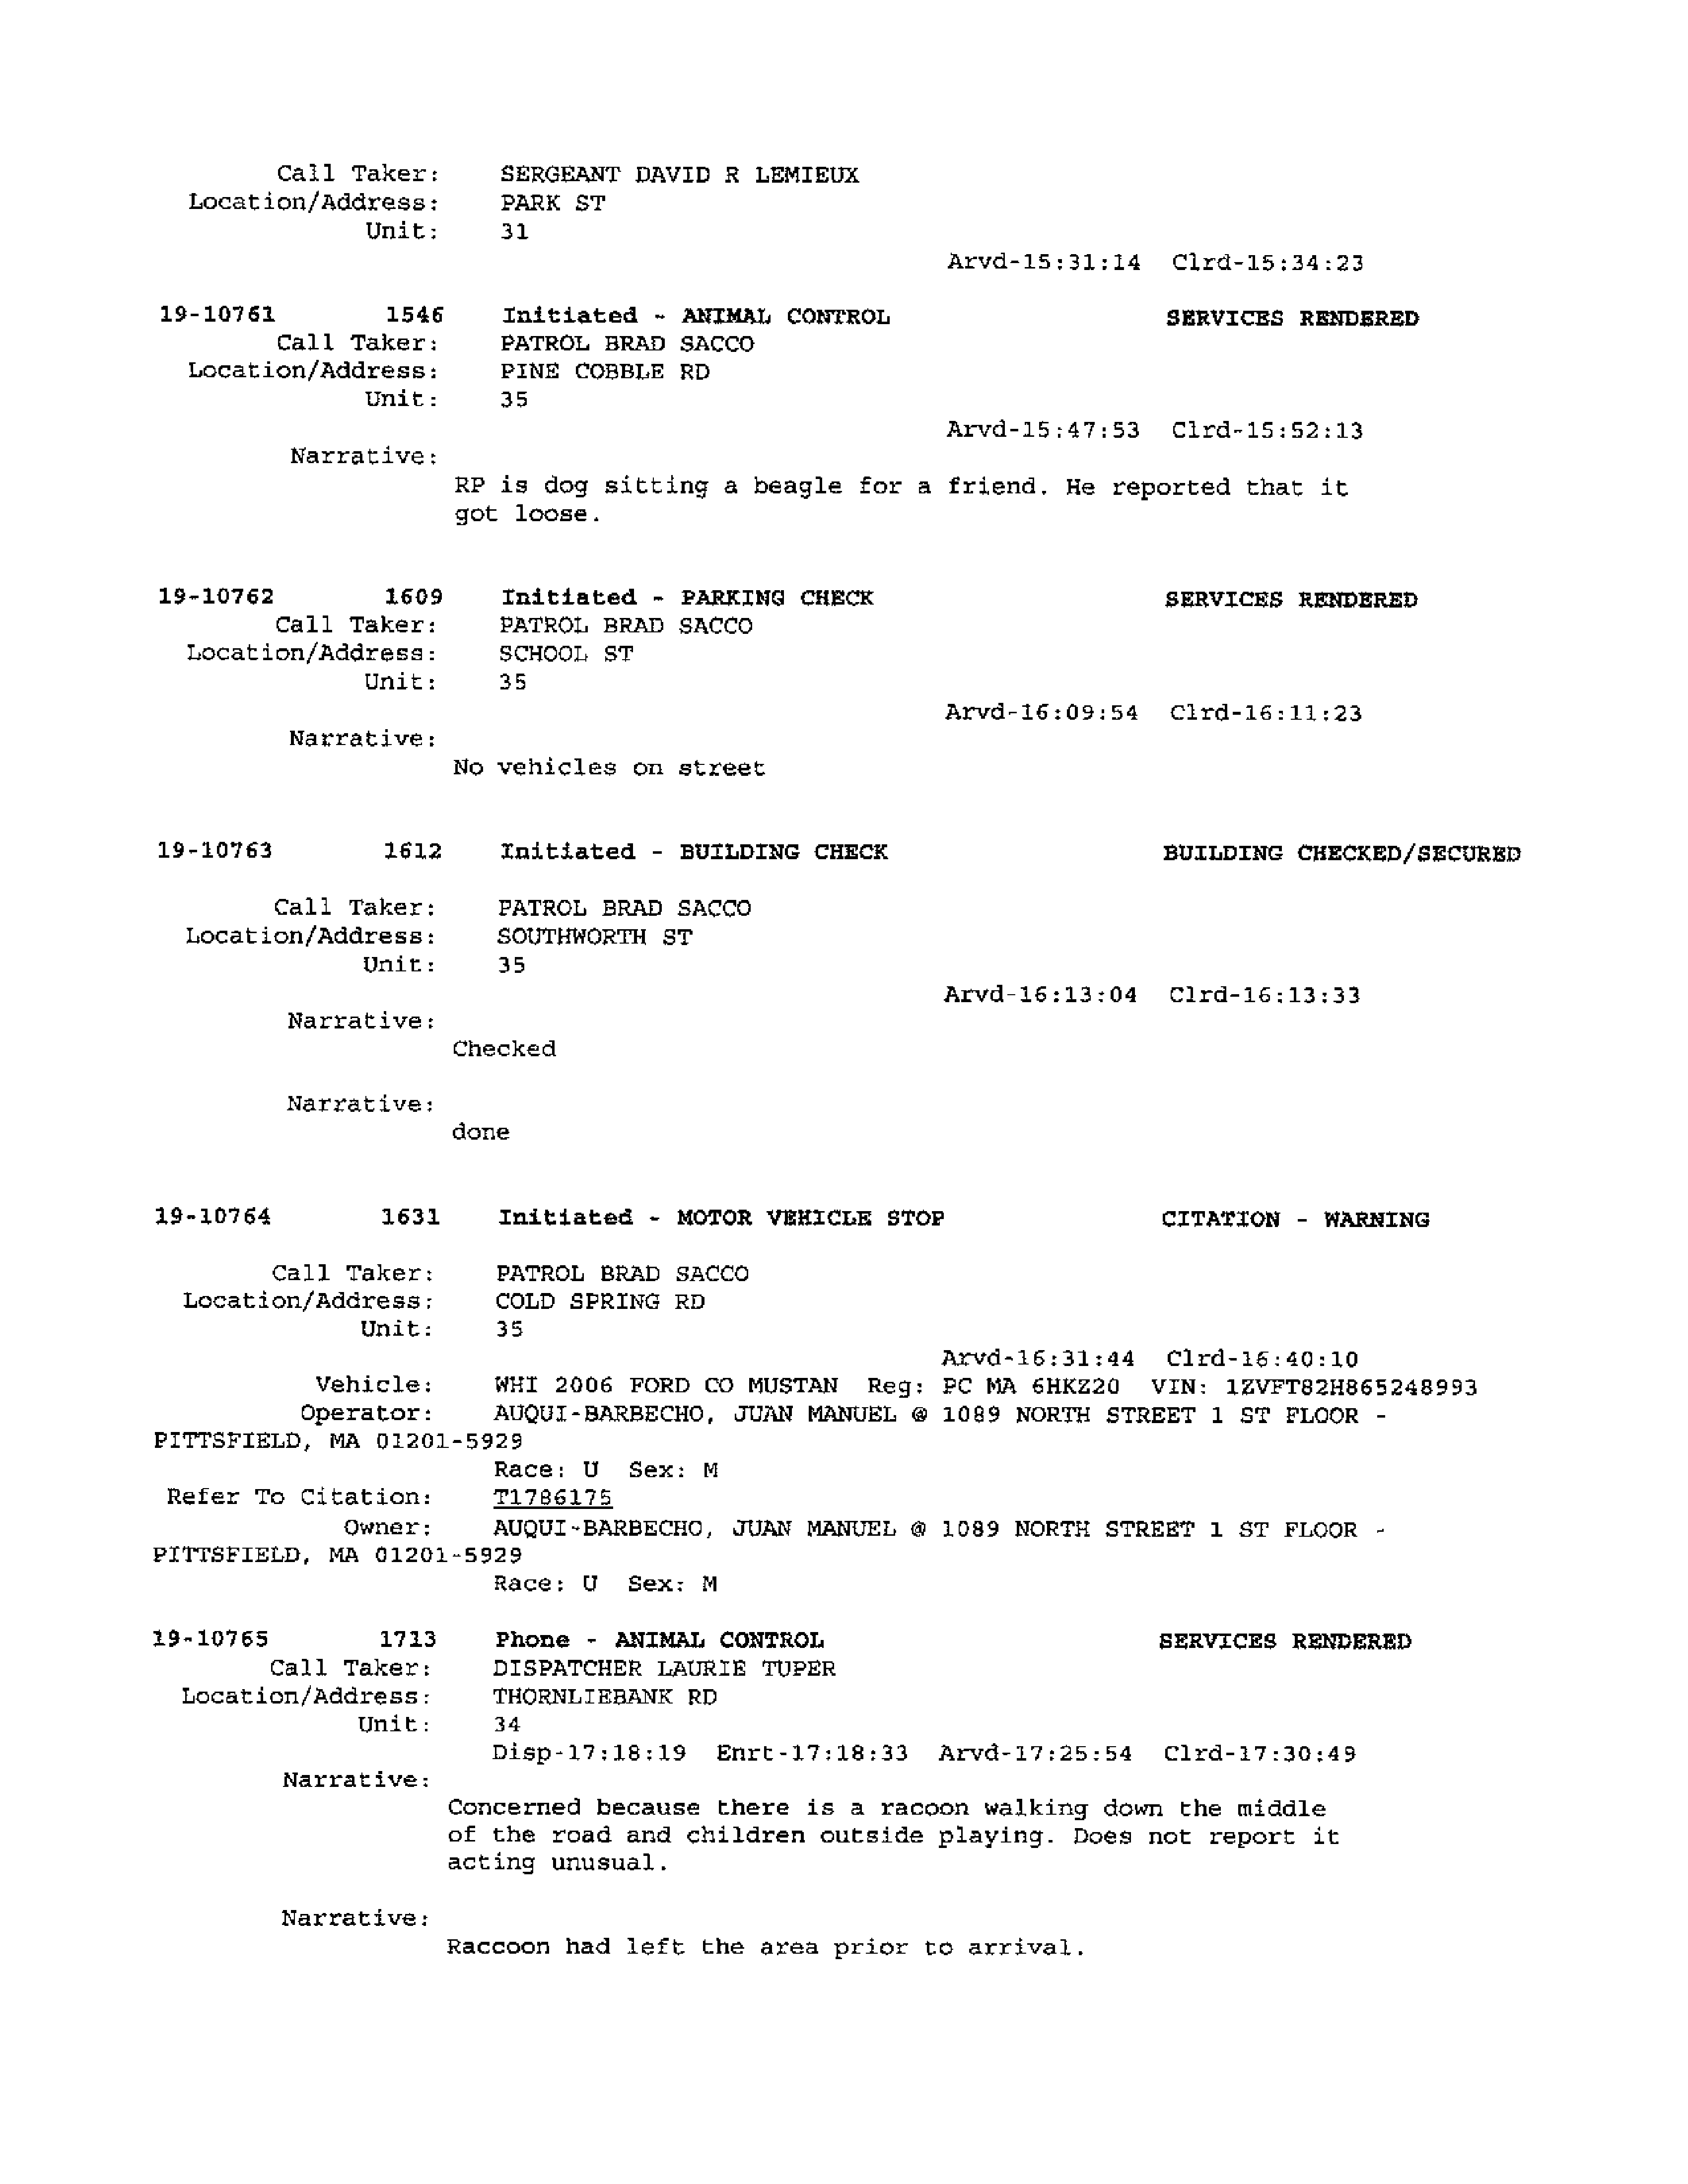 Call Taker: SERGEANT DAVID R LEMIEUX
Location/Address: PARK ST
Unit: 31
Arvd-15:31:14 Clrd-15:34:23
19-10761 1546 Initiated - ANIMAL CONTROL SERVICES RENDERED
Call Taker: PATROL BRAD SACCO
Location/Address: PINE COBBLE RD
Unit: 35
Arvd-15:47:53 Clrd-15:52:13
Narrative:
RP is dog sitting a beagle for a friend. He reported that it
got loose.
19-10762 1609 Initiated - PARKING CHECK SERVICES RENDERED
Call Taker: PATROL BRAD SACCO
Location/Address: SCHOOL ST
Unit: 35
Arvd-16:09:54 Clrd-16:11:23
Narrative:
No vehicles on street
19-10763 1612 Initiated - BUILDING CHECK BUILDING CHECKED/SECURED
Call Taker: PATROL BRAD SACCO
Location/Address: SOUTHWORTH ST
Unit: 35
Arvd-16:13:04 Clrd-16:13:33
Narrative:
Checked
Narrative:
done
19-10764 1631 Initiated - MOTOR VEHICLE STOP CITATION - WARNING
Call Taker: PATROL BRAD SACCO
Location/Address: COLD SPRING RD
Unit: 35
Arvd-16:31:44 Clrd-16:40:10
Vehicle: WHI 2006 FORD CO MUSTAN Reg: PC MA 6HKZ20 VIN: 1ZVFT82H865248993
Operator: AUQUI-BARBECHO, JUAN MANUEL @ 1089 NORTH STREET 1 ST FLOOR -
PITTSFIELD, MA 01201-5929
Race: U Sex: M
Refer To Citation: T1786175
Owner: AUQUI-BARBECHO, JUAN MANUEL @ 1089 NORTH STREET 1 ST FLOOR -
PITTSFIELD, MA 01201-5929
Race: U Sex: M
19-10765 1713 Phone - ANIMAL CONTROL SERVICES RENDERED
Call Taker: DISPATCHER LAURIE TUPER
Location/Address: THORNLIEBANK RD
Unit: 34
Disp-17:18:19 Enrt-17:18:33 Arvd-17:25:54 Clrd-17:30:49
Narrative:
Concerned because there is a racoon walking down the middle
of the road and children outside playing. Does not report it
acting unusual.
Narrative:
Raccoon had left the area prior to arrival.